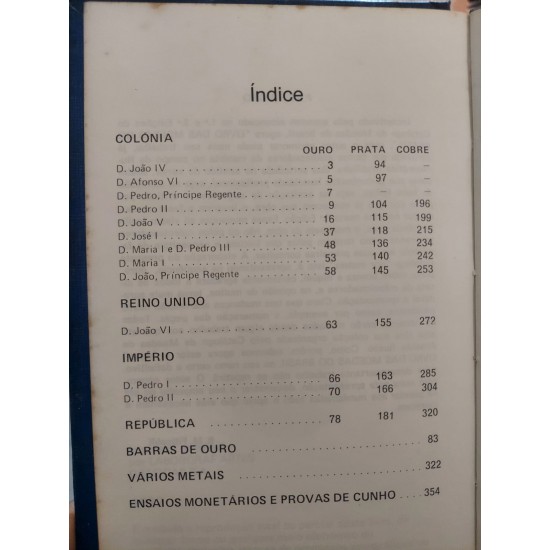 Índice
COLÔNIA
OURO PRATA COBRE
D. João IV 3 94 –
D. Afonso VI 5 97 –
D. Pedro, Príncipe Regente 7 – –
D. Pedro II 9 104 196
D. João V 16 115 199
D. José I 37 118 215
D. Maria I e D. Pedro III 48 136 234
D. Maria I 53 140 242
D. João, Príncipe Regente 58 145 253
REINO UNIDO
D. João VI 63 155 272
IMPÉRIO
D. Pedro I 66 163 285
D. Pedro II 70 166 304
REPÚBLICA 78 181 320
BARRAS DE OURO 83
VÁRIOS METAIS 322
ENSAIOS MONETÁRIOS E PROVAS DE CUNHO 354